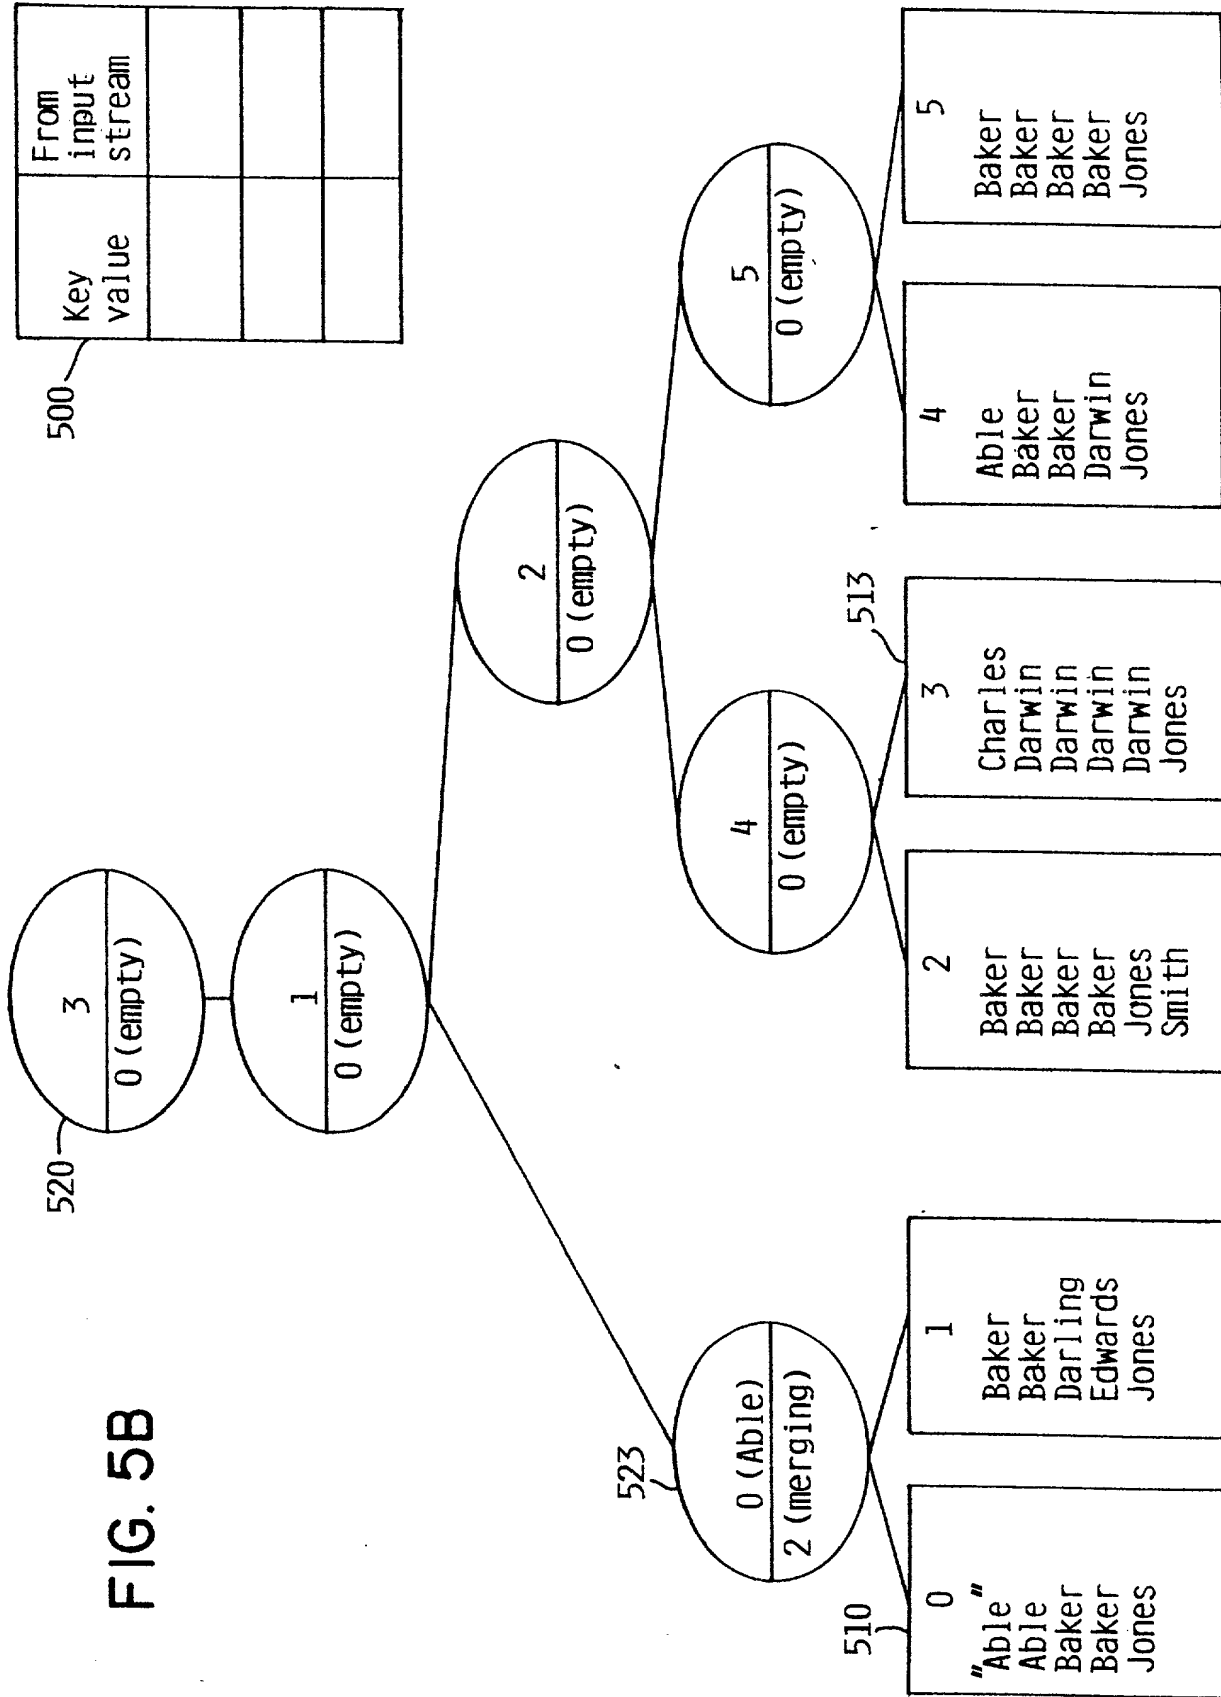 FIG. 5B
Key value
From input stream
500
520
3
0 (empty)
1
0 (empty)
2
0 (empty)
523
0 (Able)
2 (merging)
4
0 (empty)
5
0 (empty)
510
0
"Able"
Able
Baker
Baker
Jones
1
Baker
Baker
Darling
Edwards
Jones
2
Baker
Baker
Baker
Baker
Jones
Smith
513
3
Charles
Darwin
Darwin
Darwin
Darwin
Jones
4
Able
Baker
Baker
Darwin
Jones
5
Baker
Baker
Baker
Baker
Jones